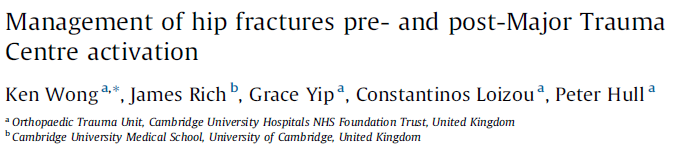 Management of hip fractures pre- and post-Major Trauma
Centre activation
Ken Wong a,*, James Rich b, Grace Yip a, Constantinos Loizou a, Peter Hull a
a Orthopaedic Trauma Unit, Cambridge University Hospitals NHS Foundation Trust, United Kingdom
b Cambridge University Medical School, University of Cambridge, United Kingdom